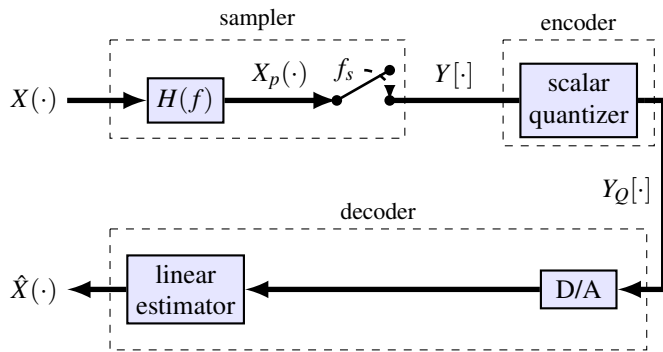 sampler
encoder
X(·)
H(f)
X_p(·)
f_s
Y[·]
scalar
quantizer
Y_Q[·]
decoder
X̂(·)
linear
estimator
D/A